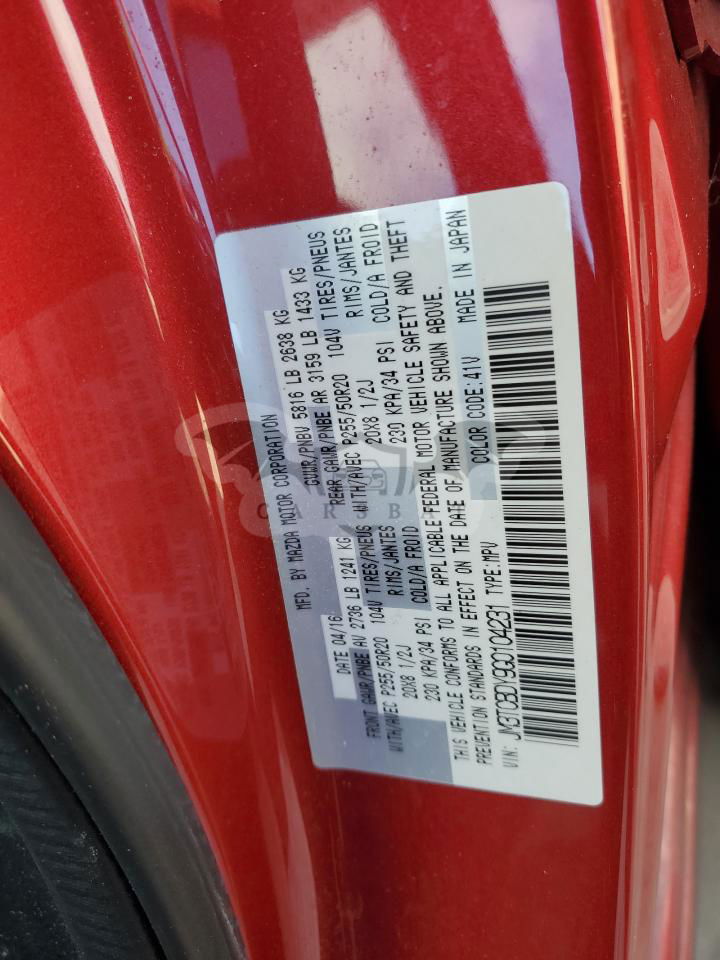 MFD. BY MAZDA MOTOR CORPORATION
DATE 04/16 GVWR/PNBV 5816 LB 2638 KG
FRONT GAWR/PNBE AV 2736 LB 1241 KG REAR GAWR/PNBE AR 3159 LB 1433 KG
WITH/AVEC P255/50R20 104V TIRES/PNEUS WITH/AVEC P255/50R20 104V TIRES/PNEUS
20X8 1/2J RIMS/JANTES 20X8 1/2J RIMS/JANTES
230 KPA/34 PSI COLD/A FROID 230 KPA/34 PSI COLD/A FROID
THIS VEHICLE CONFORMS TO ALL APPLICABLE FEDERAL MOTOR VEHICLE SAFETY AND THEFT
PREVENTION STANDARDS IN EFFECT ON THE DATE OF MANUFACTURE SHOWN ABOVE.
VIN: JM3TC3DY9G0104231 TYPE:MPV COLOR CODE:41V MADE IN JAPAN